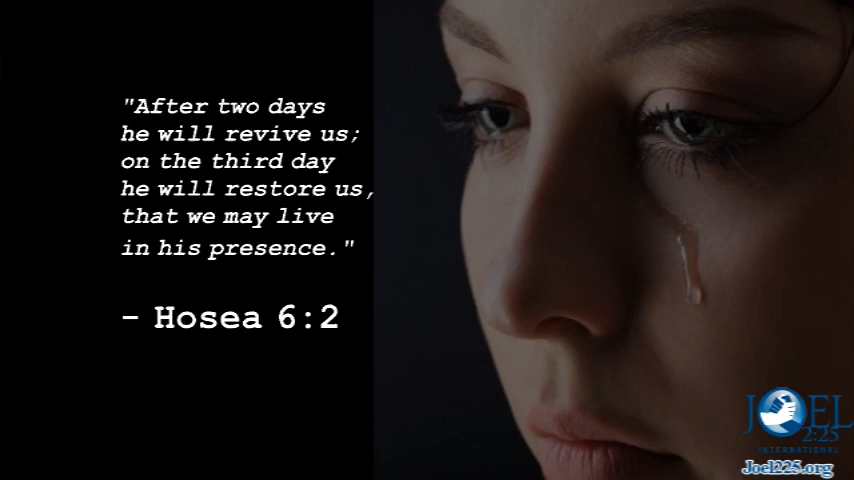 "After two days
he will revive us;
on the third day
he will restore us,
that we may live
in his presence."
- Hosea 6:2
JOEL
2:25
INTERNATIONAL
Joel225.org